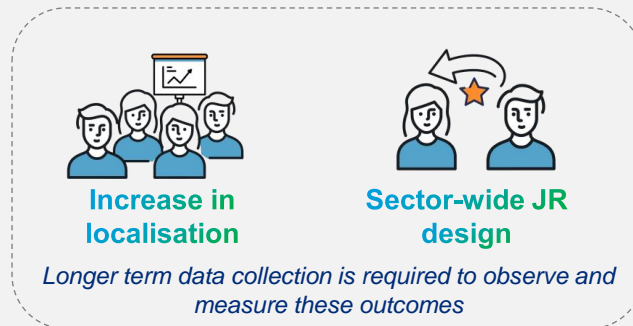 Increase in
localisation
Sector-wide JR
design
Longer term data collection is required to observe and
measure these outcomes